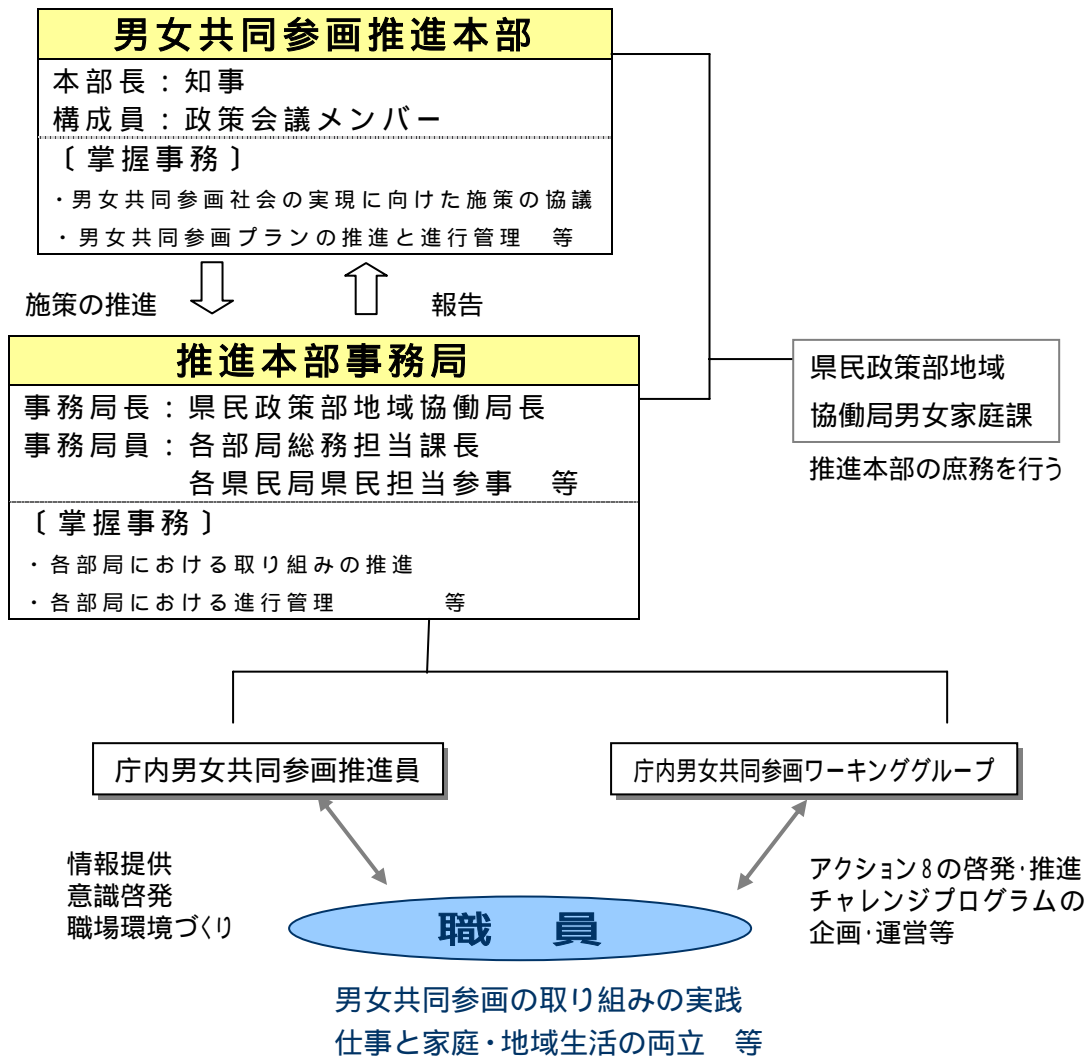 男女共同参画推進本部
本部長：知事
構成員：政策会議メンバー
〔掌握事務〕
・男女共同参画社会の実現に向けた施策の協議
・男女共同参画プランの推進と進行管理　等
施策の推進
報告
推進本部事務局
事務局長：県民政策部地域協働局長
事務局員：各部局総務担当課長
各県民局県民担当参事　等
〔掌握事務〕
・各部局における取り組みの推進
・各部局における進行管理　等
県民政策部地域
協働局男女家庭課
推進本部の庶務を行う
庁内男女共同参画推進員
庁内男女共同参画ワーキンググループ
情報提供
意識啓発
職場環境づくり
アクション８の啓発・推進
チャレンジプログラムの
企画・運営等
職　員
男女共同参画の取り組みの実践
仕事と家庭・地域生活の両立　等